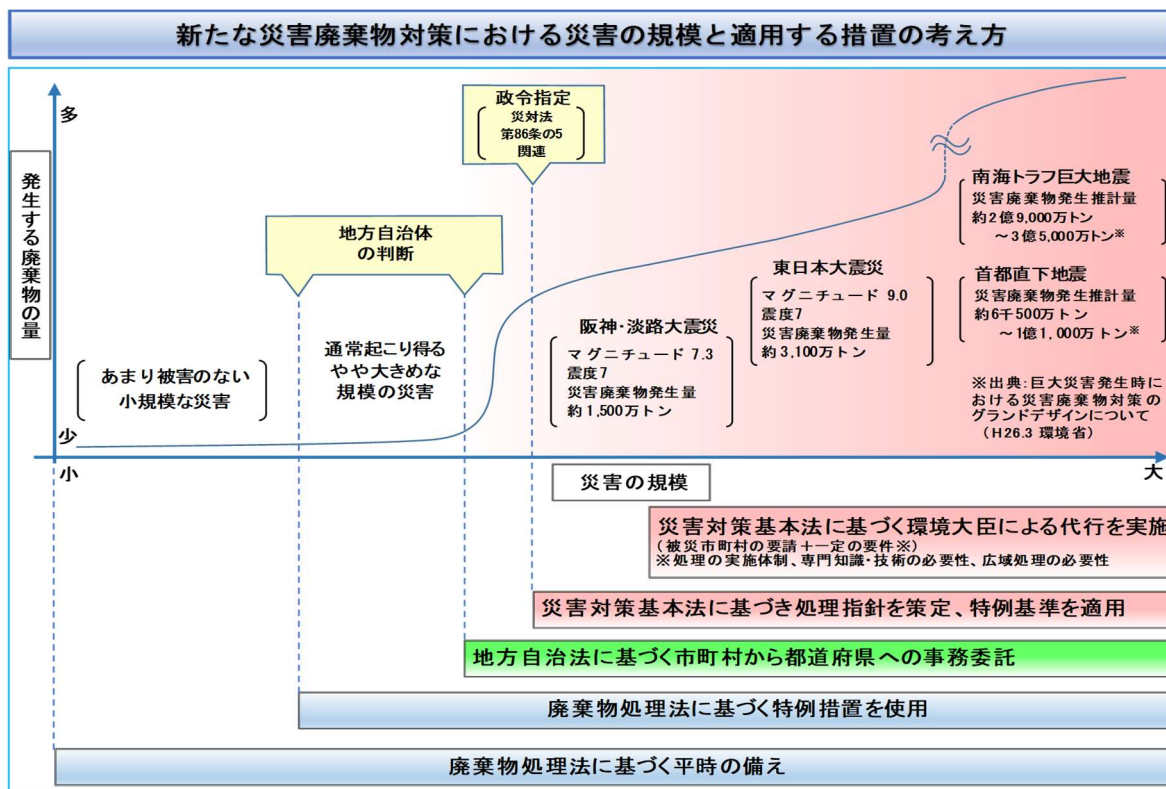 新たな災害廃棄物対策における災害の規模と適用する措置の考え方
多
発生する廃棄物の量
政令指定
災対法
第86条の5
関連
地方自治体
の判断
あまり被害のない
小規模な災害
通常起こり得る
やや大きめな
規模の災害
阪神・淡路大震災
マグニチュード 7.3
震度7
災害廃棄物発生量
約1,500万トン
東日本大震災
マグニチュード 9.0
震度7
災害廃棄物発生量
約3,100万トン
南海トラフ巨大地震
災害廃棄物発生推計量
約2億9,000万トン
～3億5,000万トン※
首都直下地震
災害廃棄物発生推計量
約6千500万トン
～1億1,000万トン※
※出典:巨大災害発生時に
おける災害廃棄物対策の
グランドデザインについて
（H26.3 環境省）
少
小
大
災害の規模
災害対策基本法に基づく環境大臣による代行を実施
（被災市町村の要請＋一定の要件※）
※処理の実施体制、専門知識・技術の必要性、広域処理の必要性
災害対策基本法に基づき処理指針を策定、特例基準を適用
地方自治法に基づく市町村から都道府県への事務委託
廃棄物処理法に基づく特例措置を使用
廃棄物処理法に基づく平時の備え